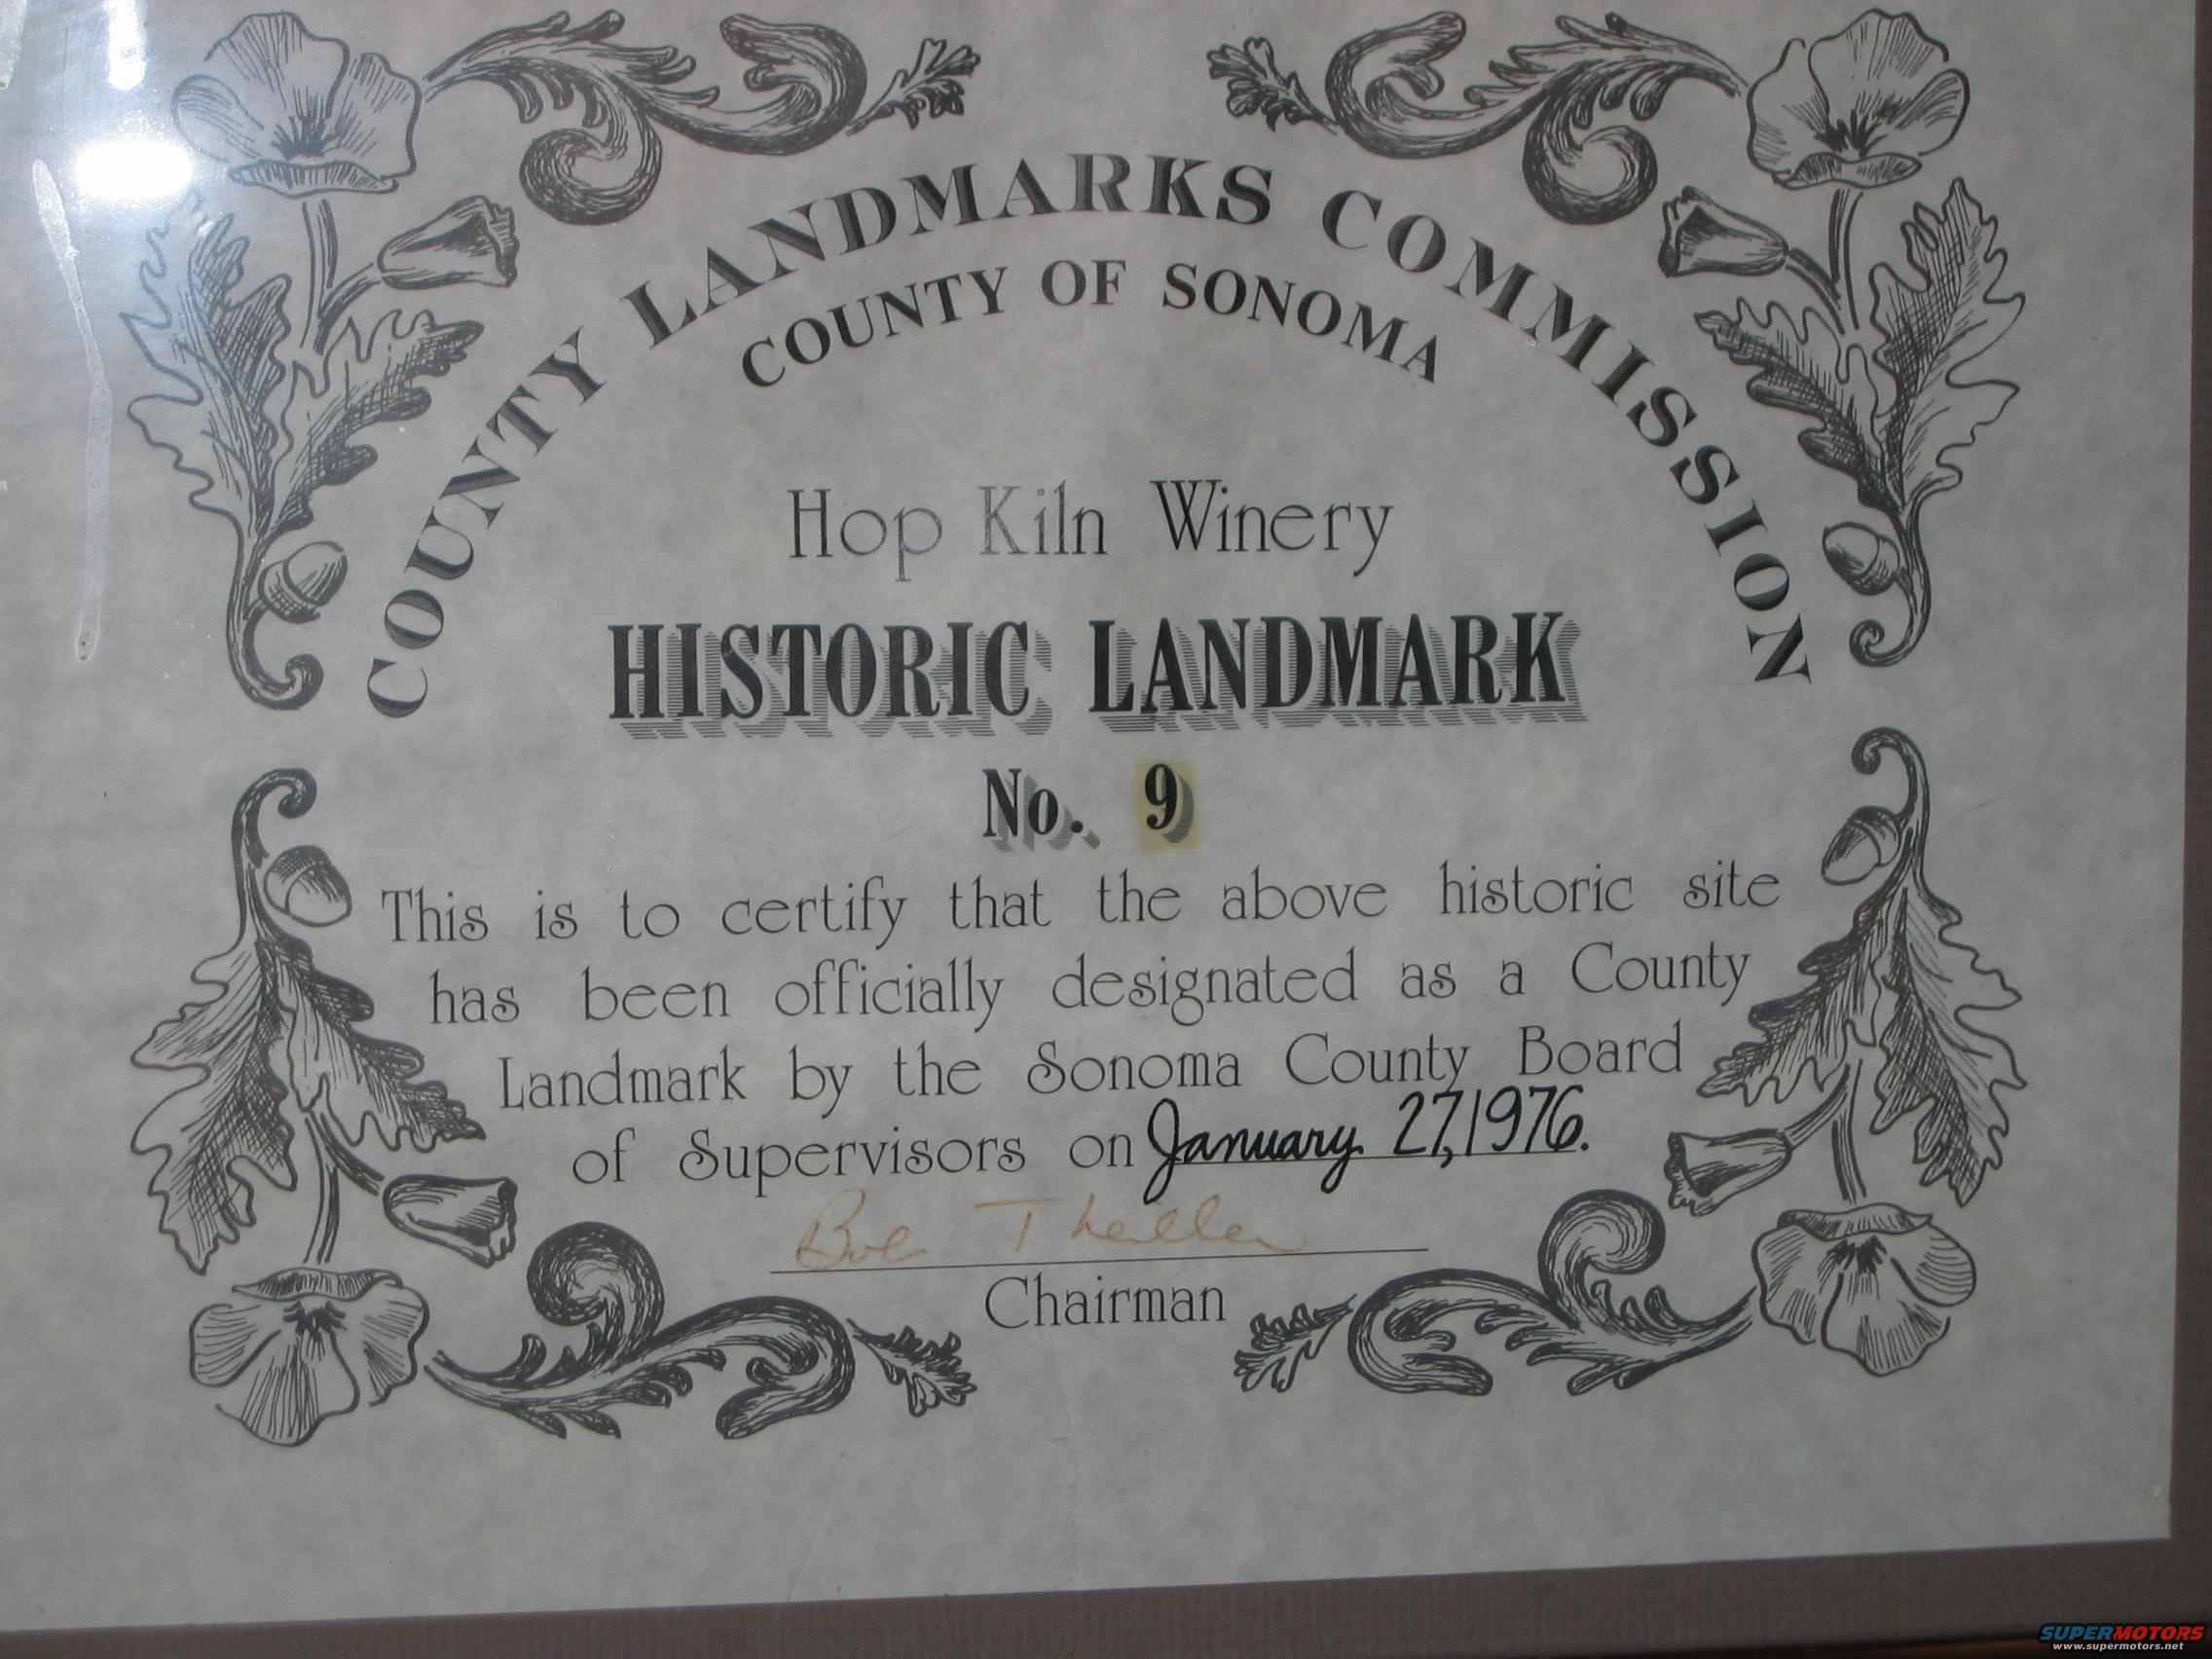 COUNTY LANDMARKS COMMISSION
COUNTY OF SONOMA
Hop Kiln Winery
HISTORIC LANDMARK
No. 9
This is to certify that the above historic site
has been officially designated as a County
Landmark by the Sonoma County Board
of Supervisors on January 27, 1976.
Bob Theiller
Chairman
SUPERMOTORS
www.supermotors.net